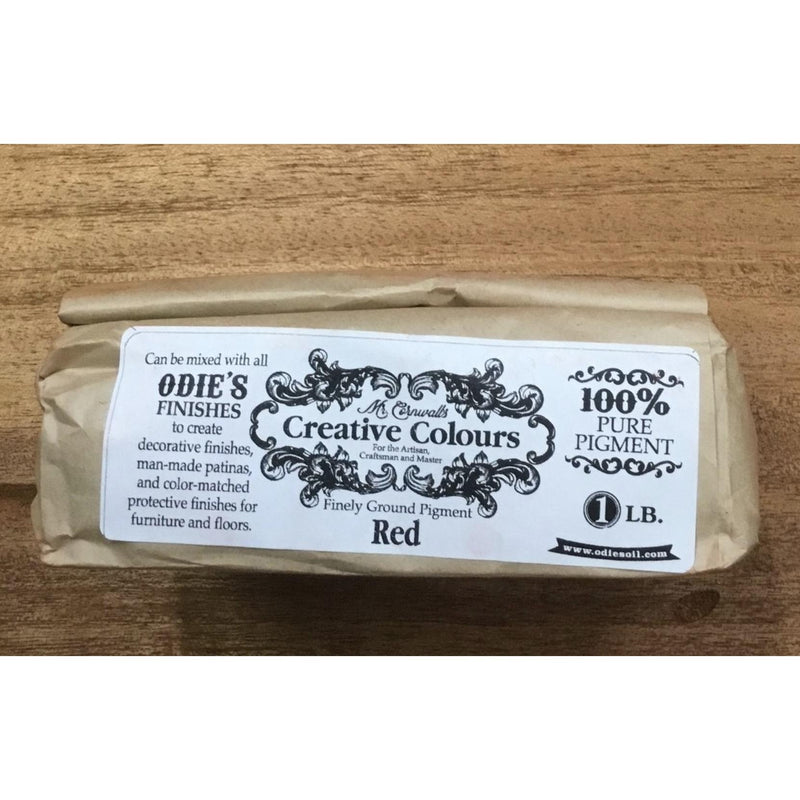 Can be mixed with all
ODIE'S
FINISHES
to create
decorative finishes,
man-made patinas,
and color-matched
protective finishes for
furniture and floors.
Mr. Cornwall's
Creative Colours
For the Artisan,
Craftsman and Master
Finely Ground Pigment
Red
100%
PURE
PIGMENT
1 LB.
www.odiesoil.com